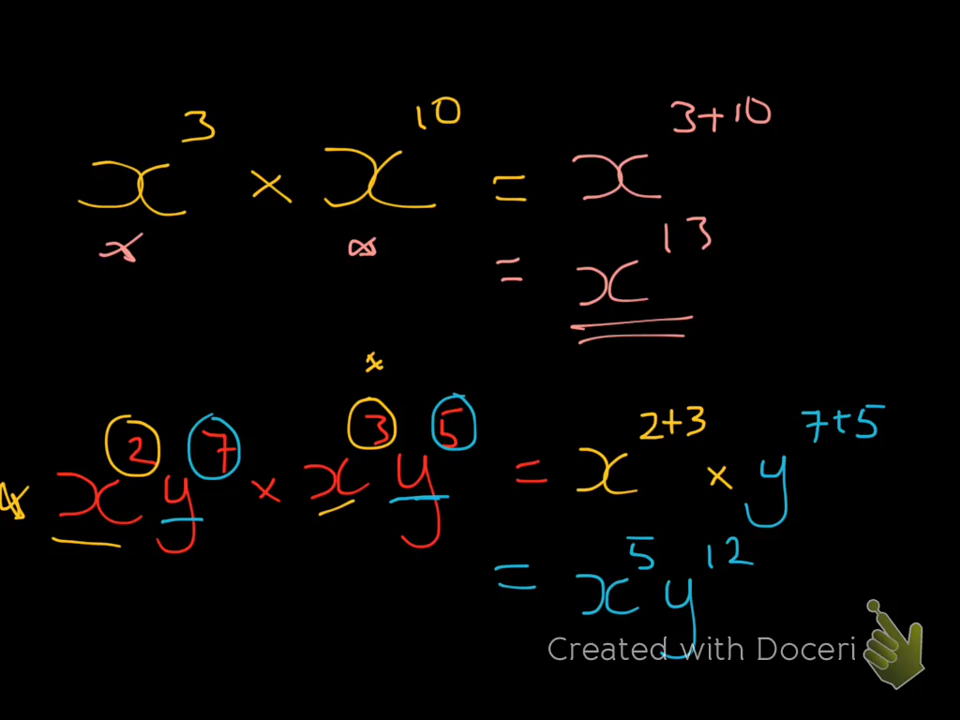 x³ × x¹⁰ = x³⁺¹⁰
= x¹³
x²y⁷ × x³y⁵ = x²⁺³ × y⁷⁺⁵
= x⁵y¹²
Created with Doceri